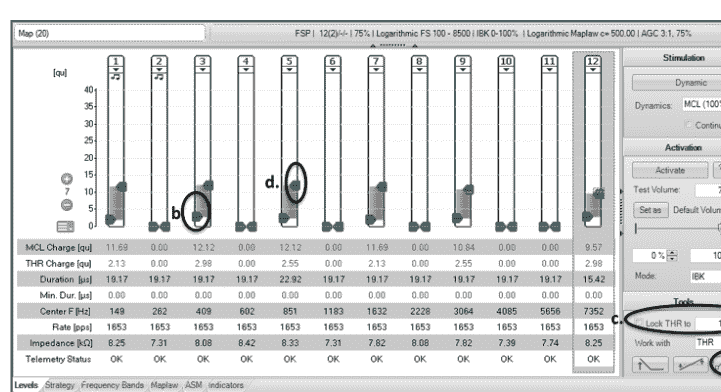 Map (20)
FSP | 12(2)/-/- | 75% | Logarithmic FS 100 - 8500 | IBK 0-100% | Logarithmic Maplaw c= 500.00 | AGC 3:1, 75%
1 2 3 4 5 6 7 8 9 10 11 12
[qu]
40
35
30
25
20
15
10
5
0
7
b
d.
MCL Charge [qu] 11.69 0.00 12.12 0.00 12.12 0.00 11.69 0.00 10.84 0.00 0.00 9.57
THR Charge [qu] 2.13 0.00 2.98 0.00 2.55 0.00 2.13 0.00 2.55 0.00 0.00 2.98
Duration [µs] 19.17 19.17 19.17 19.17 22.92 19.17 19.17 19.17 19.17 19.17 19.17 15.42
Min. Dur. [µs] 0.00 0.00 0.00 0.00 0.00 0.00 0.00 0.00 0.00 0.00 0.00 0.00
Center F [Hz] 149 262 409 602 851 1183 1632 2228 3064 4085 5656 7352
Rate [pps] 1653 1653 1653 1653 1653 1653 1653 1653 1653 1653 1653 1653
Impedance [kΩ] 8.25 7.31 8.08 8.42 8.33 7.31 7.82 8.08 7.82 7.39 7.74 8.25
Telemetry Status OK OK OK OK OK OK OK OK OK OK OK OK
Levels Strategy Frequency Bands Maplaw ASM Indicators
Stimulation
Dynamic
Dynamics: MCL (100%
Continu
Activation
Activate
Test Volume: 7
Set as Default Volum
0 % 10
Mode: IBK
Tools
c.
Lock THR to 1
Work with THR